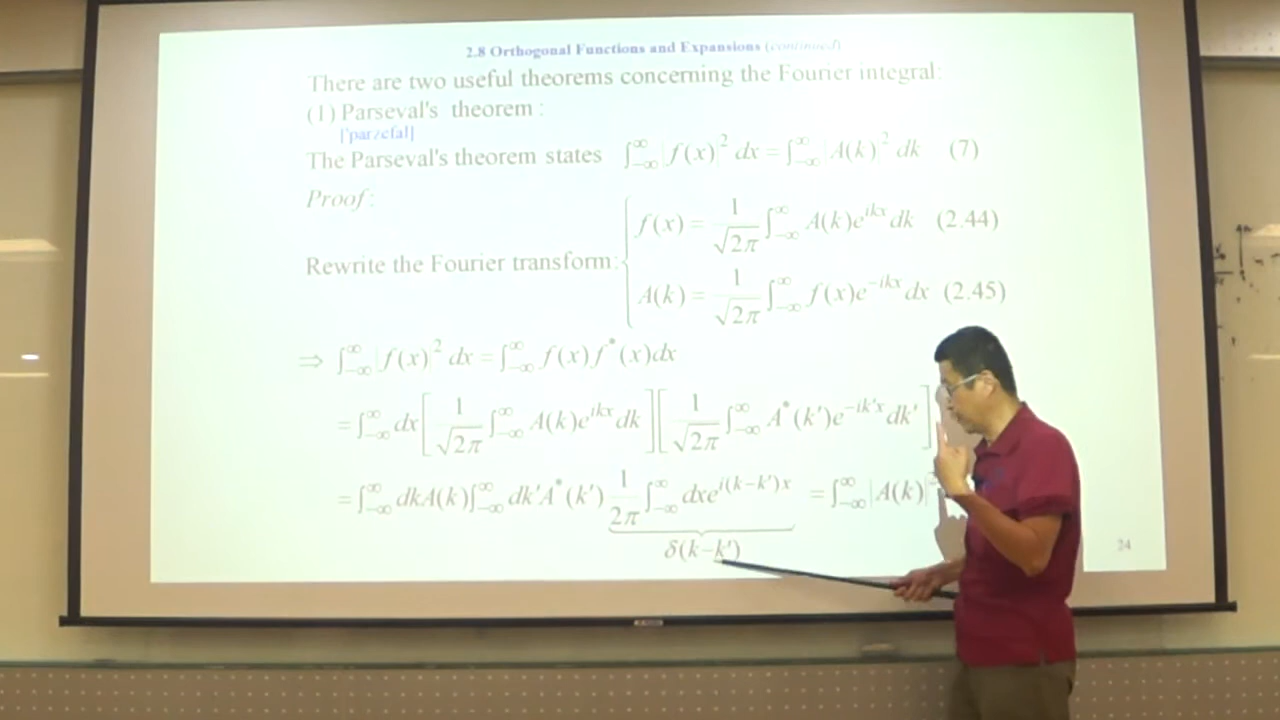 2.8 Orthogonal Functions and Expansions (continued)
There are two useful theorems concerning the Fourier integral:
(1) Parseval's theorem :
['parzefal]
The Parseval's theorem states ∫_{-∞}^{∞} |f(x)|^2 dx = ∫_{-∞}^{∞} |A(k)|^2 dk (7)
Proof:
Rewrite the Fourier transform: { f(x) = 1/√(2π) ∫_{-∞}^{∞} A(k)e^{ikx} dk (2.44)
A(k) = 1/√(2π) ∫_{-∞}^{∞} f(x)e^{-ikx} dx (2.45)
⇒ ∫_{-∞}^{∞} |f(x)|^2 dx = ∫_{-∞}^{∞} f(x) f^*(x)dx
= ∫_{-∞}^{∞} dx [ 1/√(2π) ∫_{-∞}^{∞} A(k)e^{ikx} dk ] [ 1/√(2π) ∫_{-∞}^{∞} A^*(k')e^{-ik'x} dk' ]
= ∫_{-∞}^{∞} dkA(k) ∫_{-∞}^{∞} dk'A^*(k') 1/2π ∫_{-∞}^{∞} dxe^{i(k-k')x} = ∫_{-∞}^{∞} |A(k)|^2
δ(k-k')
24